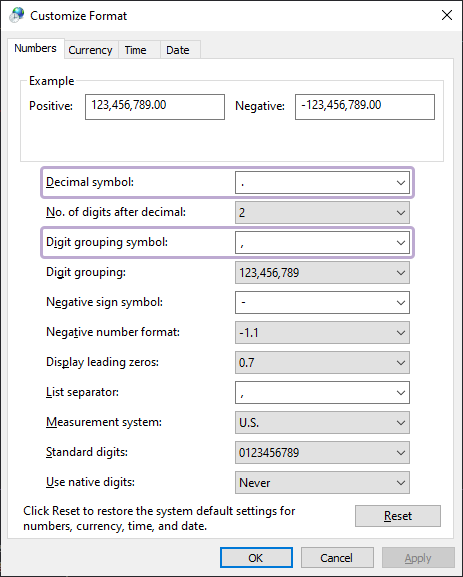 Customize Format
Numbers Currency Time Date
Example
Positive: 123,456,789.00 Negative: -123,456,789.00
Decimal symbol: .
No. of digits after decimal: 2
Digit grouping symbol: ,
Digit grouping: 123,456,789
Negative sign symbol: -
Negative number format: -1.1
Display leading zeros: 0.7
List separator: ,
Measurement system: U.S.
Standard digits: 0123456789
Use native digits: Never
Click Reset to restore the system default settings for
numbers, currency, time, and date.
Reset
OK Cancel Apply